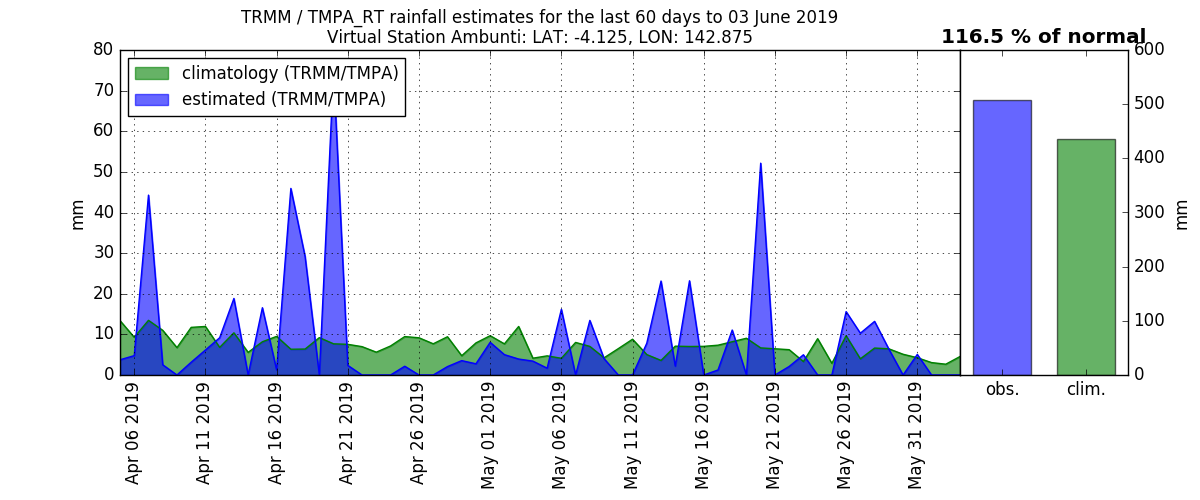 TRMM / TMPA_RT rainfall estimates for the last 60 days to 03 June 2019
Virtual Station Ambunti: LAT: -4.125, LON: 142.875
116.5 % of normal
climatology (TRMM/TMPA)
estimated (TRMM/TMPA)
80
70
60
50
40
30
20
10
0
mm
Apr 06 2019
Apr 11 2019
Apr 16 2019
Apr 21 2019
Apr 26 2019
May 01 2019
May 06 2019
May 11 2019
May 16 2019
May 21 2019
May 26 2019
May 31 2019
obs.
clim.
600
500
400
300
200
100
0
mm